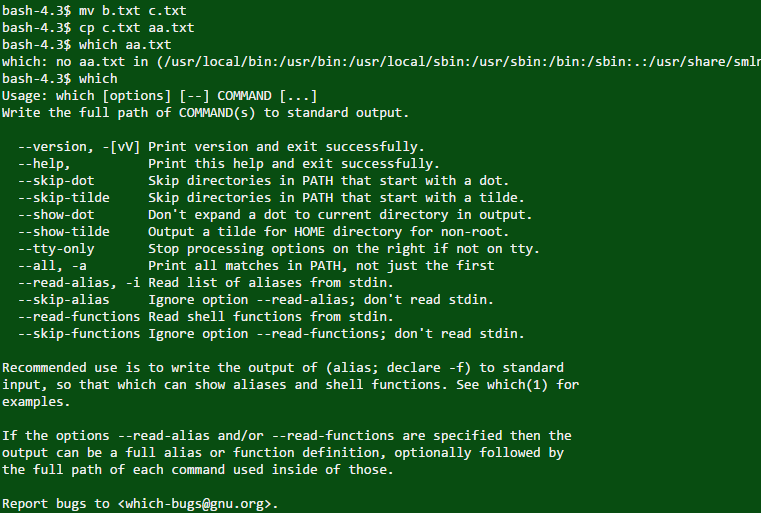 bash-4.3$ mv b.txt c.txt
bash-4.3$ cp c.txt aa.txt
bash-4.3$ which aa.txt
which: no aa.txt in (/usr/local/bin:/usr/bin:/usr/local/sbin:/usr/sbin:/bin:/sbin:.:/usr/share/smlr
bash-4.3$ which
Usage: which [options] [--] COMMAND [...]
Write the full path of COMMAND(s) to standard output.

  --version, -[vV] Print version and exit successfully.
  --help,          Print this help and exit successfully.
  --skip-dot       Skip directories in PATH that start with a dot.
  --skip-tilde     Skip directories in PATH that start with a tilde.
  --show-dot       Don't expand a dot to current directory in output.
  --show-tilde     Output a tilde for HOME directory for non-root.
  --tty-only       Stop processing options on the right if not on tty.
  --all, -a        Print all matches in PATH, not just the first
  --read-alias, -i Read list of aliases from stdin.
  --skip-alias     Ignore option --read-alias; don't read stdin.
  --read-functions Read shell functions from stdin.
  --skip-functions Ignore option --read-functions; don't read stdin.

Recommended use is to write the output of (alias; declare -f) to standard
input, so that which can show aliases and shell functions. See which(1) for
examples.

If the options --read-alias and/or --read-functions are specified then the
output can be a full alias or function definition, optionally followed by
the full path of each command used inside of those.

Report bugs to <which-bugs@gnu.org>.